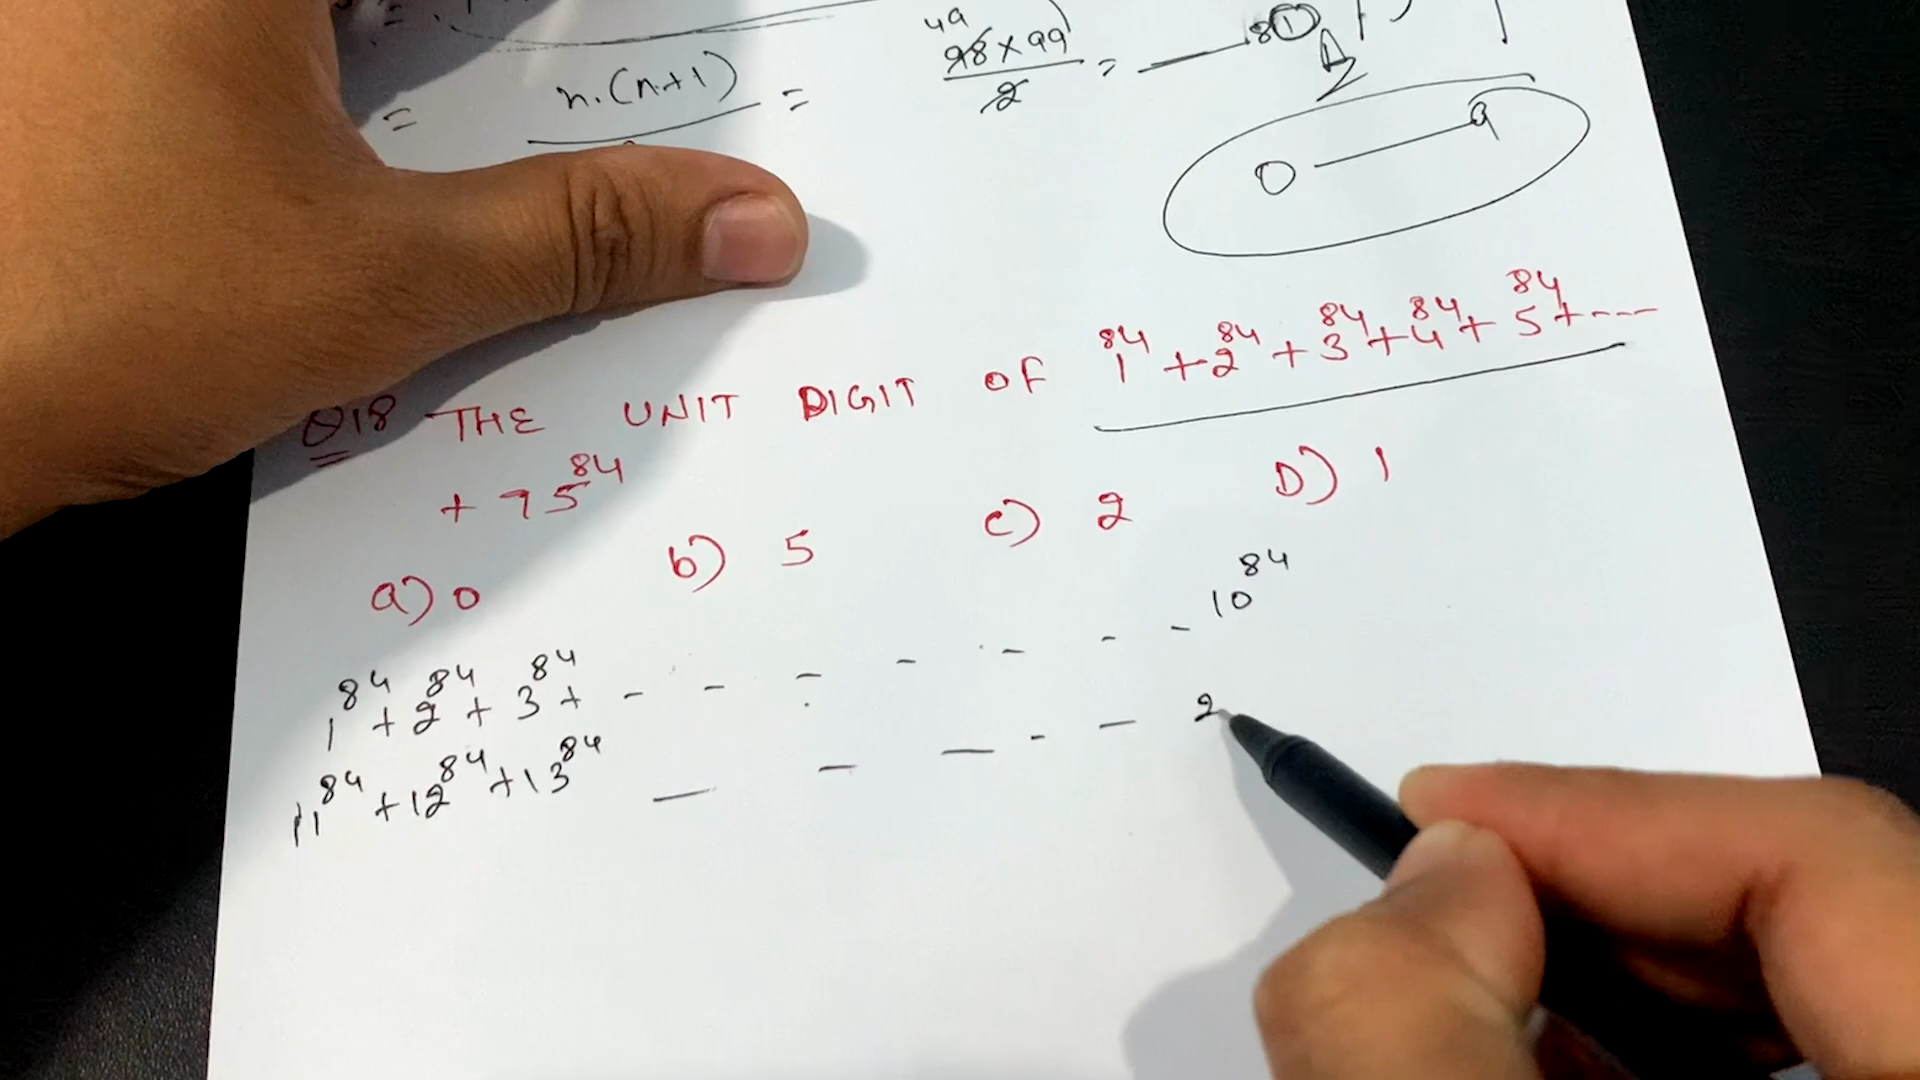 n.(n+1) = 98×99/2 = 81
49
0 — 9
Q18 THE UNIT DIGIT OF 1^84 + 2^84 + 3^84 + 4^84 + 5^84 + ----
+ 75^84
a) 0 b) 5 c) 2 D) 1
1^84 + 2^84 + 3^84 + - - - - - - - 10^84
11^84 + 12^84 + 13^84 — - — - - 2